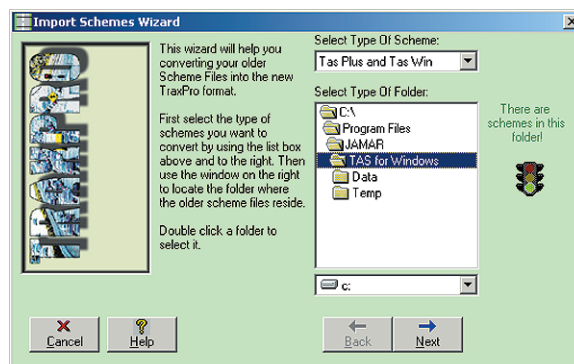 Import Schemes Wizard
TRAXPRO
This wizard will help you
converting your older
Scheme Files into the new
TraxPro format.
First select the type of
schemes you want to
convert by using the list box
above and to the right. Then
use the window on the right
to locate the folder where
the older scheme files reside.
Double click a folder to
select it.
Select Type Of Scheme:
Tas Plus and Tas Win
Select Type Of Folder:
C:\
Program Files
JAMAR
TAS for Windows
Data
Temp
c:
There are
schemes in this
folder!
Cancel
Help
Back
Next